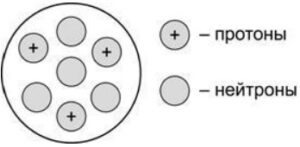 + – протоны
+
+
– нейтроны
+